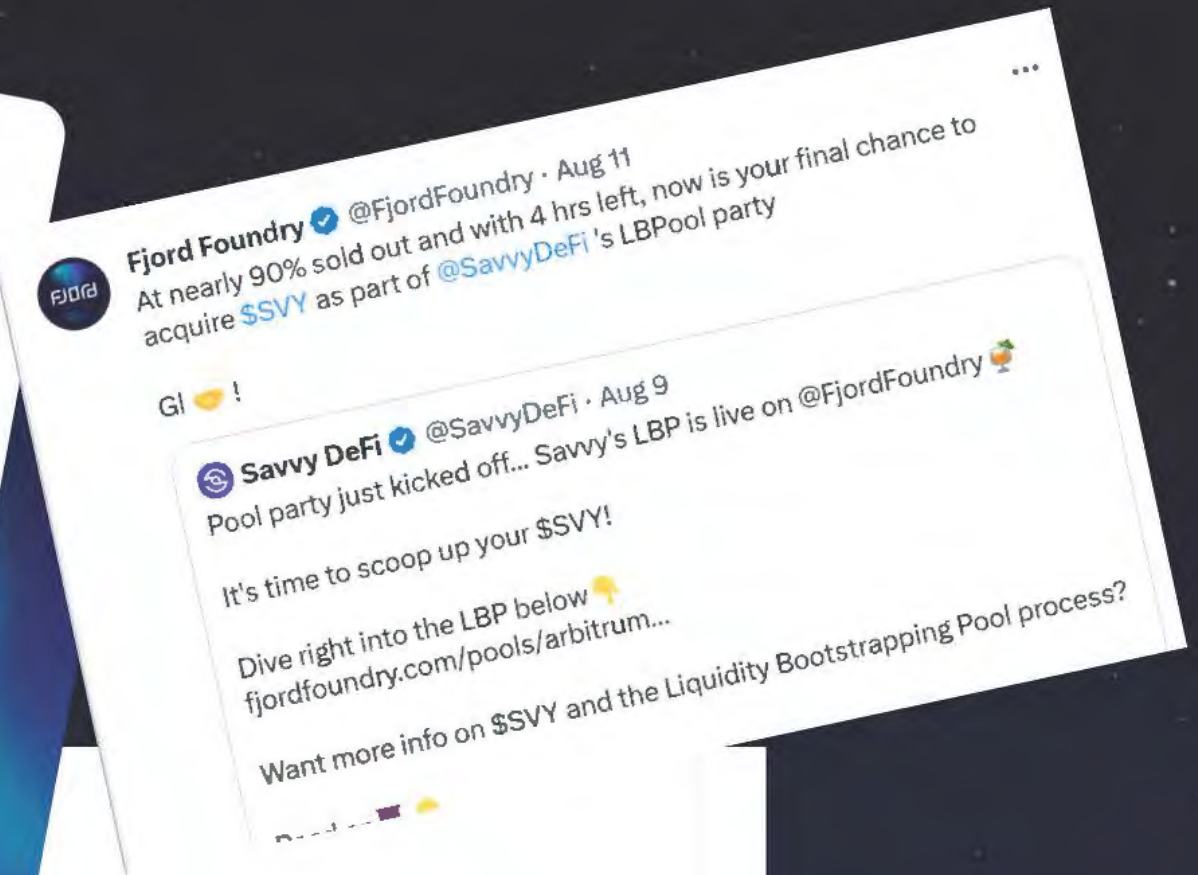 ...
FJORD
Fjord Foundry @FjordFoundry · Aug 11
At nearly 90% sold out and with 4 hrs left, now is your final chance to
acquire $SVY as part of @SavvyDeFi 's LBPool party
Gl 🤝 !
Savvy DeFi @SavvyDeFi · Aug 9
Pool party just kicked off... Savvy's LBP is live on @FjordFoundry 🍹
It's time to scoop up your $SVY!
Dive right into the LBP below 👇
fjordfoundry.com/pools/arbitrum...
Want more info on $SVY and the Liquidity Bootstrapping Pool process?